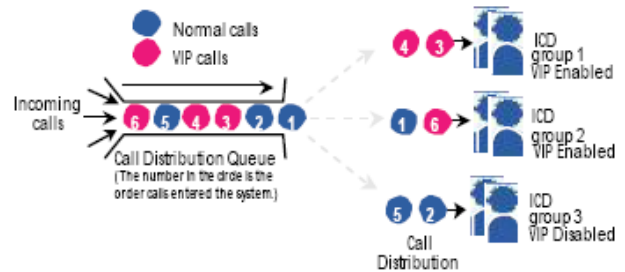 Normal calls
VIP calls
Incoming
calls
6 5 4 3 2 1
Call Distribution Queue
(The number in the circle is the
order calls entered the system.)
4 3
ICD
group 1
VIP Enabled
1 6
ICD
group 2
VIP Enabled
5 2
ICD
group 3
VIP Disabled
Call
Distribution